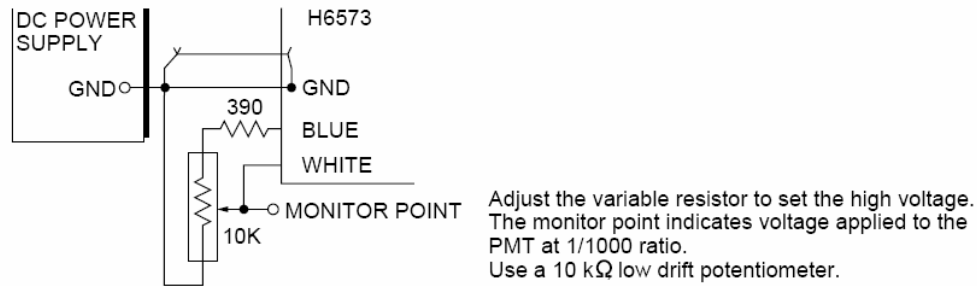 DC POWER
SUPPLY
H6573
GND
GND
390
BLUE
WHITE
MONITOR POINT
10K
Adjust the variable resistor to set the high voltage.
The monitor point indicates voltage applied to the
PMT at 1/1000 ratio.
Use a 10 kΩ low drift potentiometer.